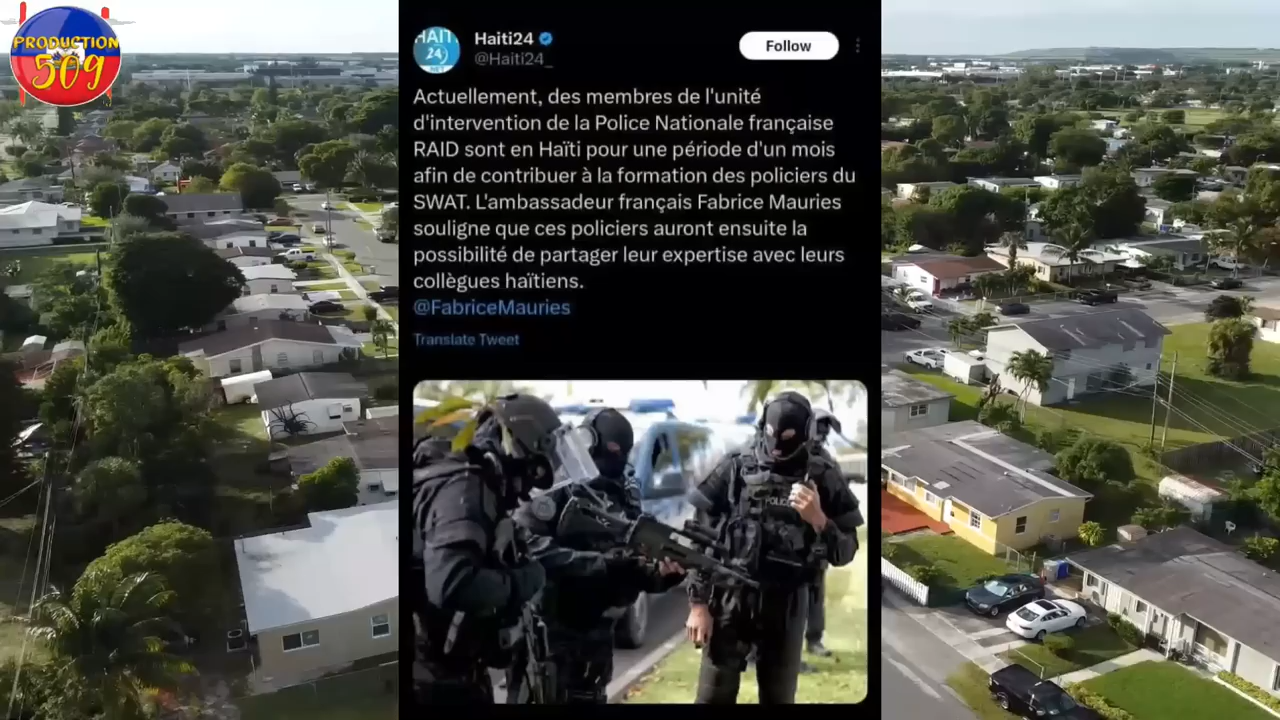 PRODUCTION
509
HAITI
24
Haiti24
@Haiti24_
Follow
Actuellement, des membres de l'unité
d'intervention de la Police Nationale française
RAID sont en Haïti pour une période d'un mois
afin de contribuer à la formation des policiers du
SWAT. L'ambassadeur français Fabrice Mauries
souligne que ces policiers auront ensuite la
possibilité de partager leur expertise avec leurs
collègues haïtiens.
@FabriceMauries
Translate Tweet
POLICE